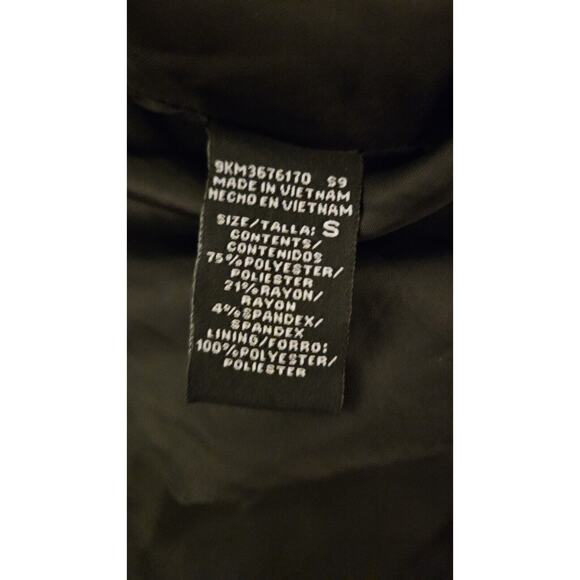 9KM3676170 S9
MADE IN VIETNAM
HECHO EN VIETNAM
SIZE/TALLA: S
CONTENTS/
CONTENIDOS
75%POLYESTER/
POLIESTER
21%RAYON/
RAYON
4%SPANDEX/
SPANDEX
LINING/FORRO:
100%POLYESTER/
POLIESTER